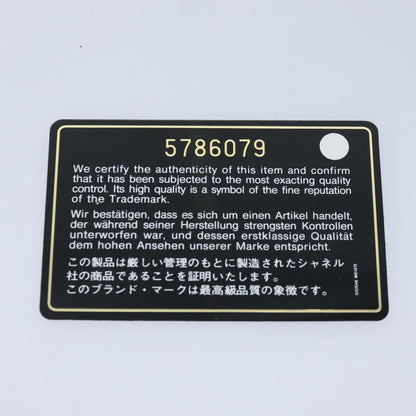 5786079
We certify the authenticity of this item and confirm
that it has been subjected to the most exacting quality
control. Its high quality is a symbol of the fine reputation
of the Trademark.
Wir bestätigen, dass es sich um einen Artikel handelt,
der während seiner Herstellung strengsten Kontrollen
unterworfen war, und dessen erstklassige Qualität
dem hohen Ansehen unserer Marke entspricht.
この製品は厳しい管理のもとに製造されたシャネル
社の商品であることを証明いたします。
このブランド・マークは最高級品質の象徴です。
SYSTEME BREVETE